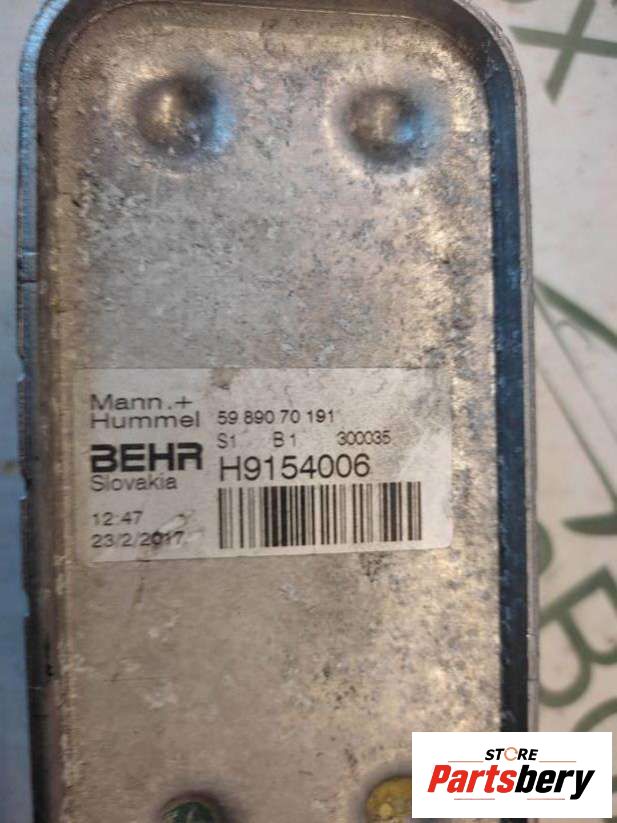 Mann.+
Hummel 59 890 70 191
S1 B1 300035
BEHR H9154006
Slovakia
12:47
23/2/2017
STORE
Partsbery